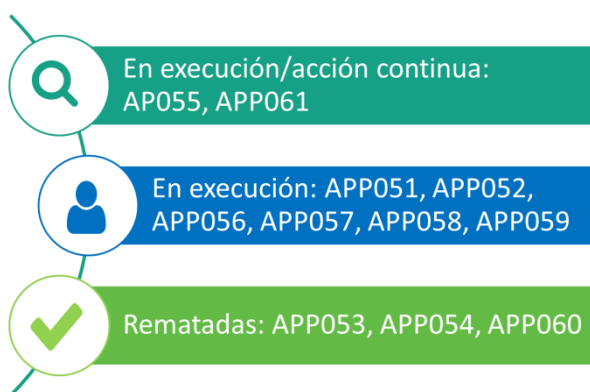 En execución/acción continua:
AP055, APP061
En execución: APP051, APP052,
APP056, APP057, APP058, APP059
Rematadas: APP053, APP054, APP060